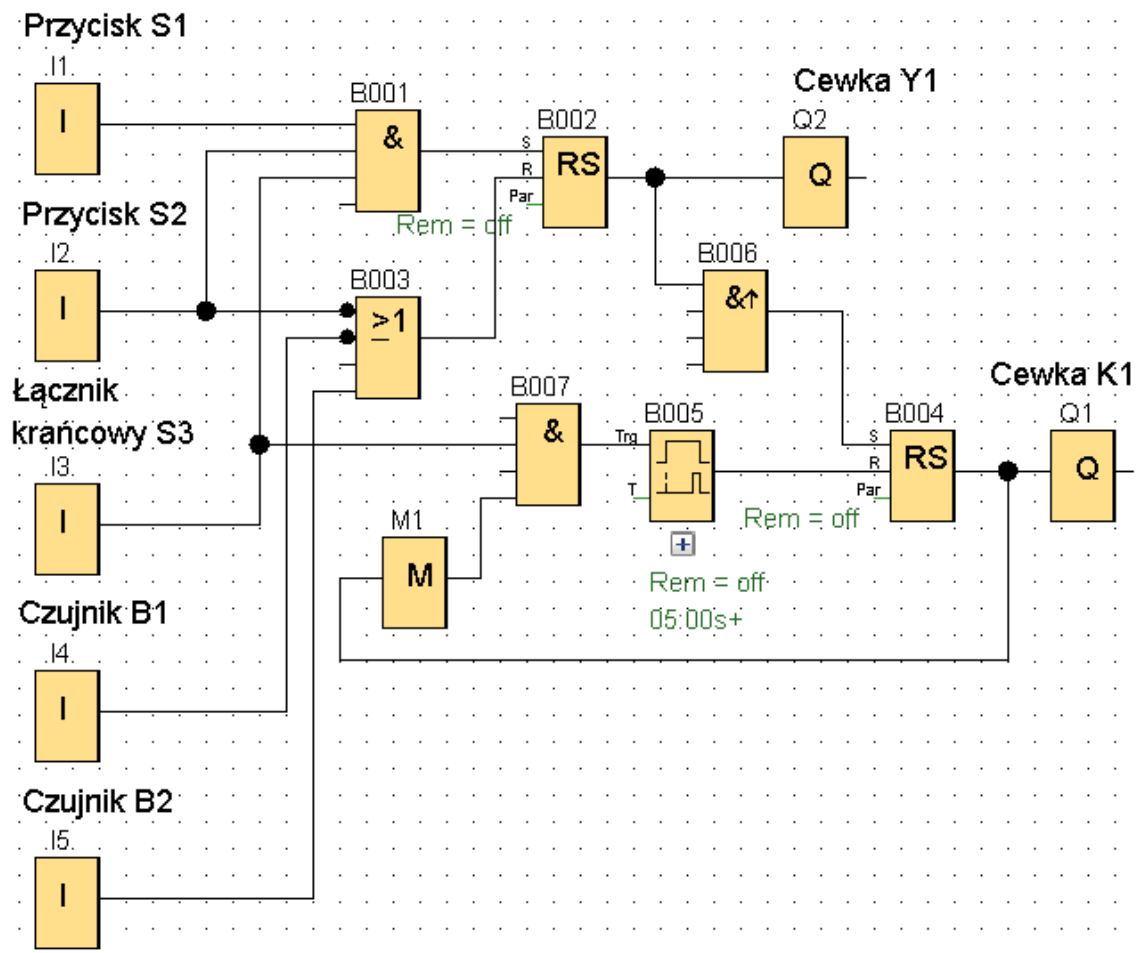 Przycisk S1
I1
I
B001
&
Cewka Y1
B002
S
R
Par
RS
Rem = off
Q2
Q
Przycisk S2
I2
I
B003
≥1
B006
&↑
Łącznik
krańcowy S3
I3
I
B007
&
B005
Trg
T
Rem = off
05:00s+
Cewka K1
B004
S
R
Par
RS
Rem = off
Q1
Q
M1
M
Czujnik B1
I4
I
Czujnik B2
I5
I